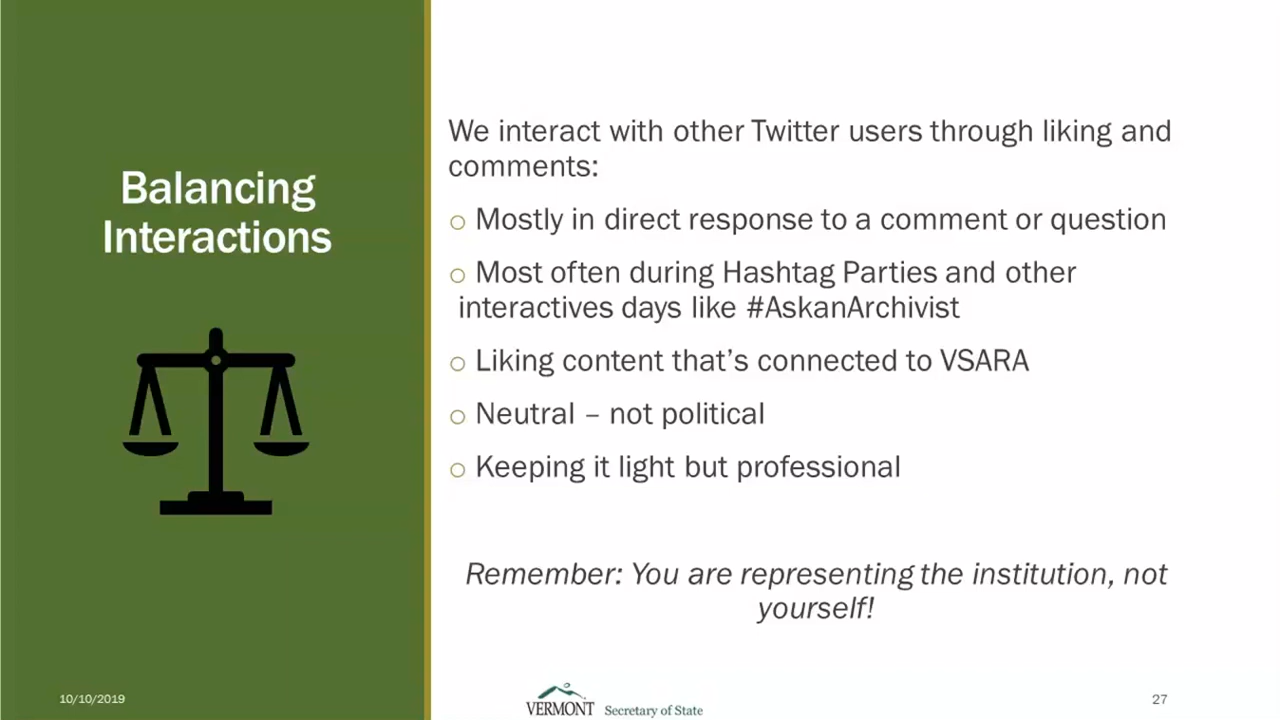 Balancing
Interactions
We interact with other Twitter users through liking and
comments:
o Mostly in direct response to a comment or question
o Most often during Hashtag Parties and other
interactives days like #AskanArchivist
o Liking content that’s connected to VSARA
o Neutral – not political
o Keeping it light but professional
Remember: You are representing the institution, not
yourself!
10/10/2019
VERMONT Secretary of State
27